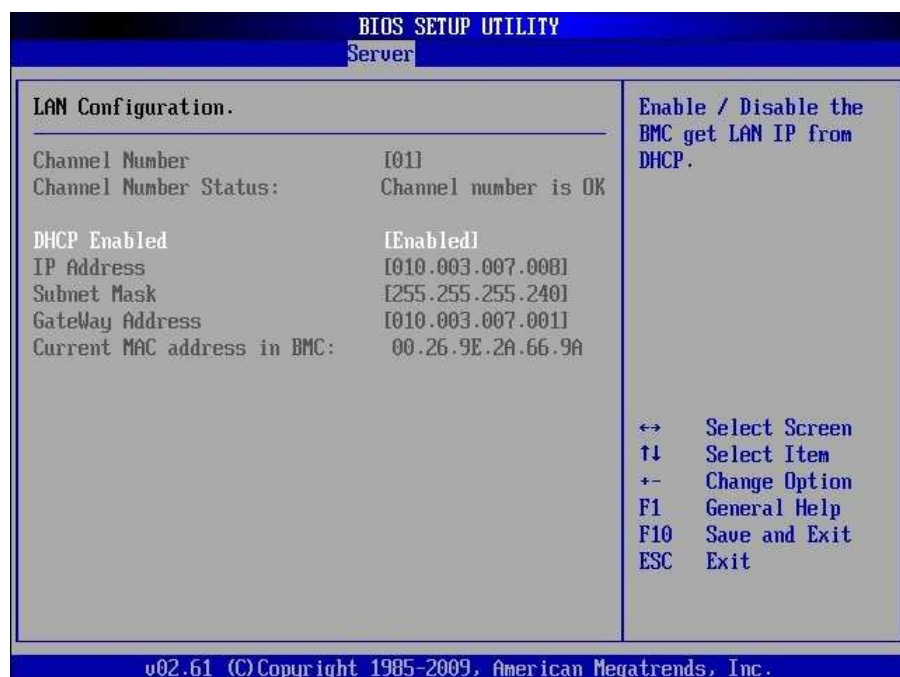 BIOS SETUP UTILITY
Server
LAN Configuration.
Channel Number [01]
Channel Number Status: Channel number is OK
DHCP Enabled [Enabled]
IP Address [010.003.007.008]
Subnet Mask [255.255.255.240]
GateWay Address [010.003.007.001]
Current MAC address in BMC: 00.26.9E.2A.66.9A
Enable / Disable the
BMC get LAN IP from
DHCP.
↔ Select Screen
↑↓ Select Item
+- Change Option
F1 General Help
F10 Save and Exit
ESC Exit
v02.61 (C)Copyright 1985-2009, American Megatrends, Inc.